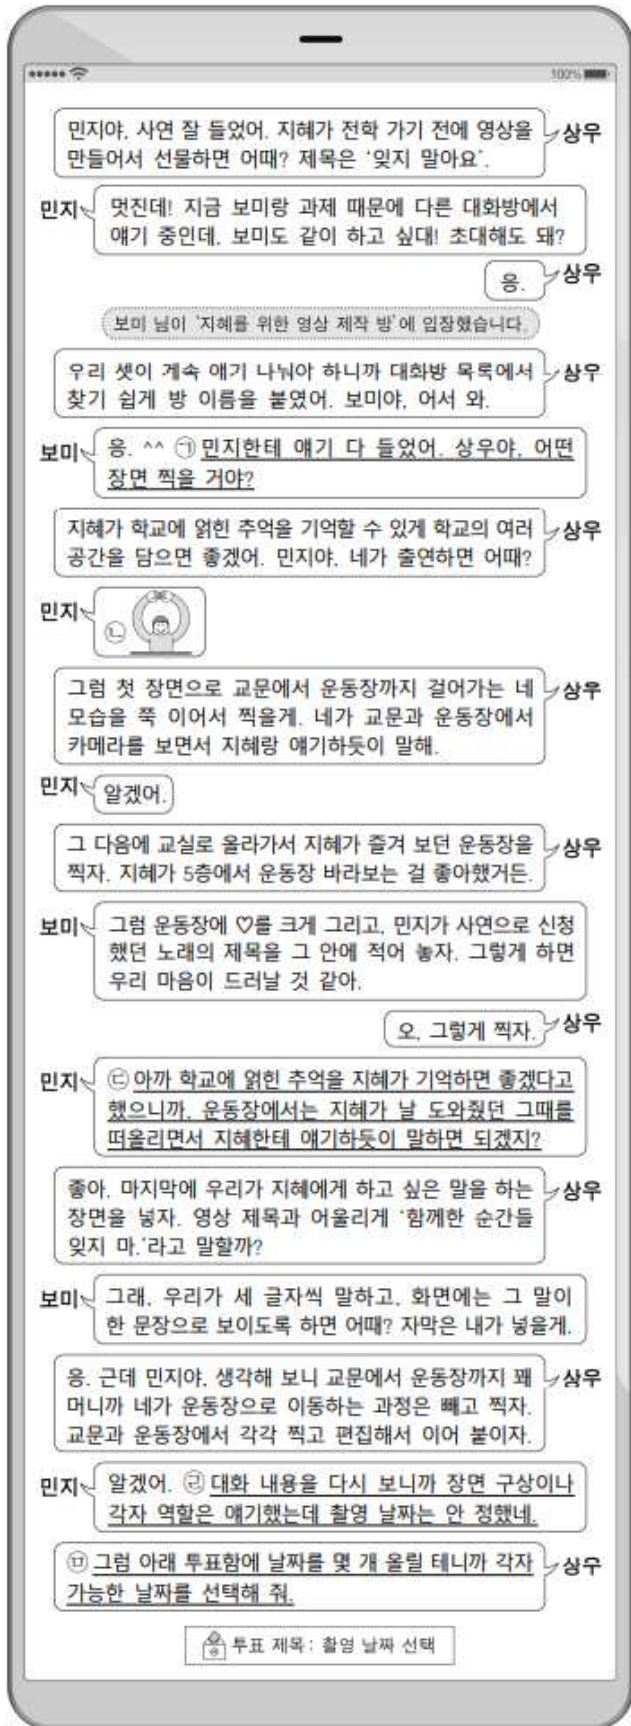 100%
민지야, 사연 잘 들었어. 지혜가 전학 가기 전에 영상을
만들어서 선물하면 어때? 제목은 '잊지 말아요'.
상우
민지
멋진데! 지금 보미랑 과제 때문에 다른 대화방에서
얘기 중인데, 보미도 같이 하고 싶대! 초대해도 돼?
응.
상우
보미 님이 '지혜를 위한 영상 제작 방'에 입장했습니다.
우리 셋이 계속 얘기 나눠야 하니까 대화방 목록에서
찾기 쉽게 방 이름을 붙였어. 보미야, 어서 와.
상우
보미
응. ^^ ㉠ 민지한테 얘기 다 들었어. 상우야, 어떤
장면 찍을 거야?
지혜가 학교에 얽힌 추억을 기억할 수 있게 학교의 여러
공간을 담으면 좋겠어. 민지야, 네가 출연하면 어때?
상우
민지
㉡
그럼 첫 장면으로 교문에서 운동장까지 걸어가는 네
모습을 쭉 이어서 찍을게. 네가 교문과 운동장에서
카메라를 보면서 지혜랑 얘기하듯이 말해.
상우
민지
알겠어.
그 다음에 교실로 올라가서 지혜가 즐겨 보던 운동장을
찍자. 지혜가 5층에서 운동장 바라보는 걸 좋아했거든.
상우
보미
그럼 운동장에 ♡를 크게 그리고, 민지가 사연으로 신청
했던 노래의 제목을 그 안에 적어 놓자. 그렇게 하면
우리 마음이 드러날 것 같아.
오, 그렇게 찍자.
상우
민지
㉢ 아까 학교에 얽힌 추억을 지혜가 기억하면 좋겠다고
했으니까, 운동장에서는 지혜가 날 도와줬던 그때를
떠올리면서 지혜한테 얘기하듯이 말하면 되겠지?
좋아. 마지막에 우리가 지혜에게 하고 싶은 말을 하는
장면을 넣자. 영상 제목과 어울리게 '함께한 순간들
잊지 마.'라고 말할까?
상우
보미
그래, 우리가 세 글자씩 말하고, 화면에는 그 말이
한 문장으로 보이도록 하면 어때? 자막은 내가 넣을게.
응. 근데 민지야, 생각해 보니 교문에서 운동장까지 꽤
머니까 네가 운동장으로 이동하는 과정은 빼고 찍자.
교문과 운동장에서 각각 찍고 편집해서 이어 붙이자.
상우
민지
알겠어. ㉣ 대화 내용을 다시 보니까 장면 구상이나
각자 역할은 얘기했는데 촬영 날짜는 안 정했네.
㉤ 그럼 아래 투표함에 날짜를 몇 개 올릴 테니까 각자
가능한 날짜를 선택해 줘.
상우
투표 제목 : 촬영 날짜 선택